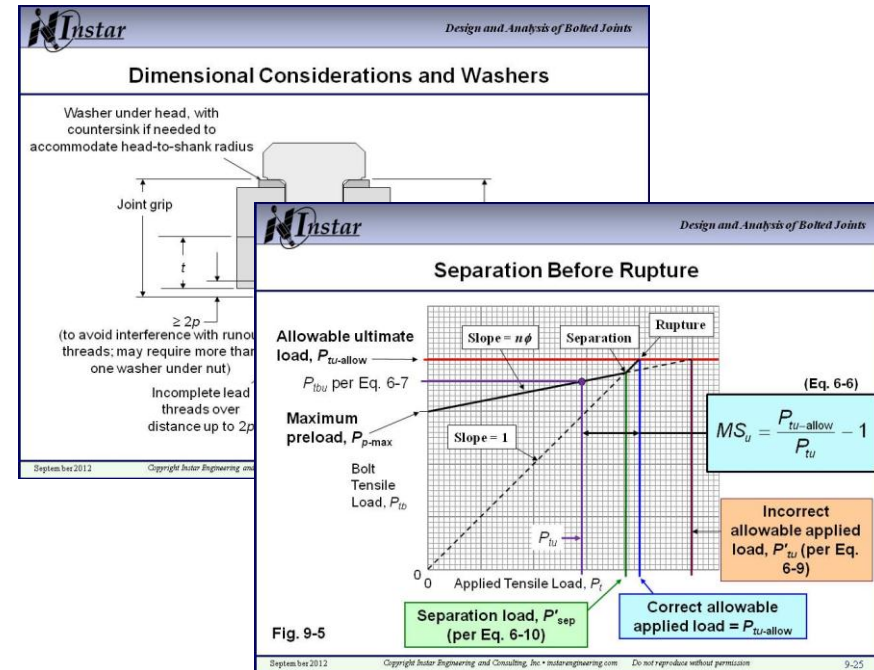 Instar
Design and Analysis of Bolted Joints
Dimensional Considerations and Washers
Washer under head, with
countersink if needed to
accommodate head-to-shank radius
Joint grip
t
≥ 2p
(to avoid interference with
threads; may require more than
one washer under nut)
Incomplete lead
threads over
distance up to 2p
September 2012
Copyright Instar Engineering and
Instar
Design and Analysis of Bolted Joints
Separation Before Rupture
Allowable ultimate
load, Ptu-allow
Ptbu per Eq. 6-7
Maximum
preload, Pp-max
Bolt
Tensile
Load, Ptb
Slope = nϕ
Separation
Rupture
Slope = 1
Ptu
0
0
Applied Tensile Load, Pt
(Eq. 6-6)
MSu = Ptu–allow / Ptu − 1
Incorrect
allowable applied
load, P'tu (per Eq.
6-9)
Separation load, P'sep
(per Eq. 6-10)
Correct allowable
applied load = Ptu-allow
Fig. 9-5
September 2012
Copyright Instar Engineering and Consulting, Inc • instarengineering.com
Do not reproduce without permission
9-25